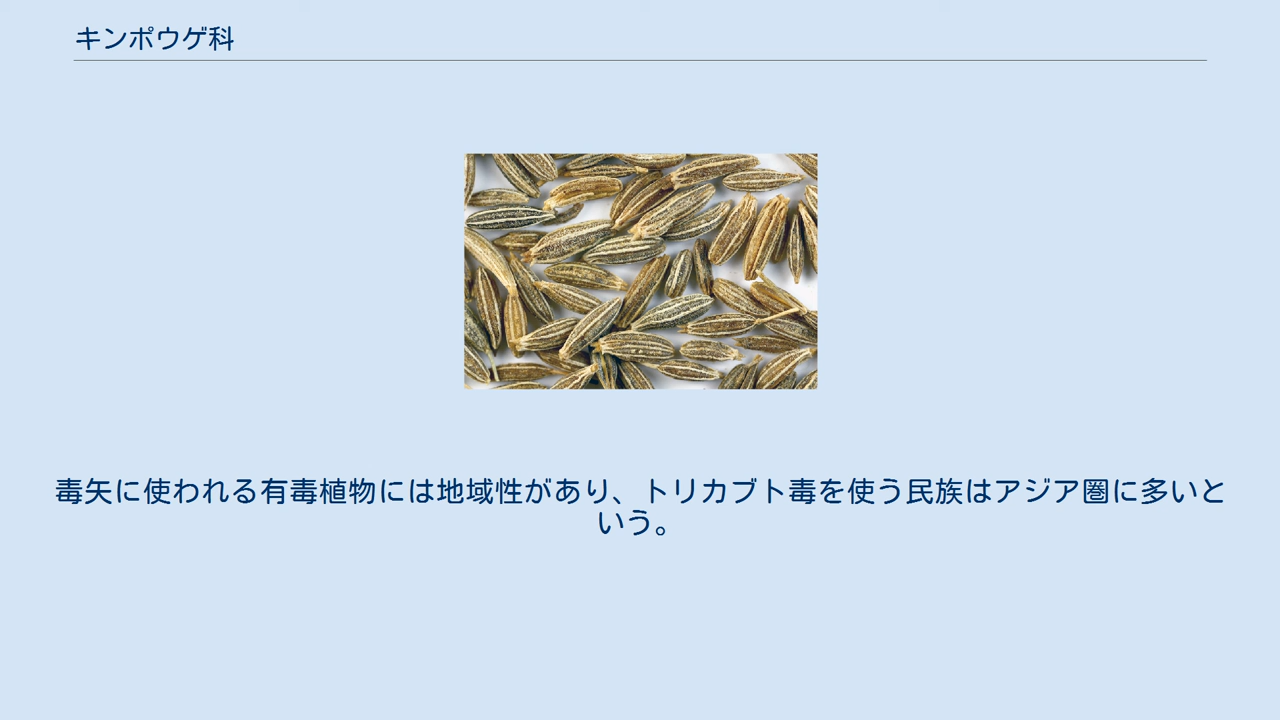 キンポウゲ科
毒矢に使われる有毒植物には地域性があり、トリカブト毒を使う民族はアジア圏に多いと
いう。